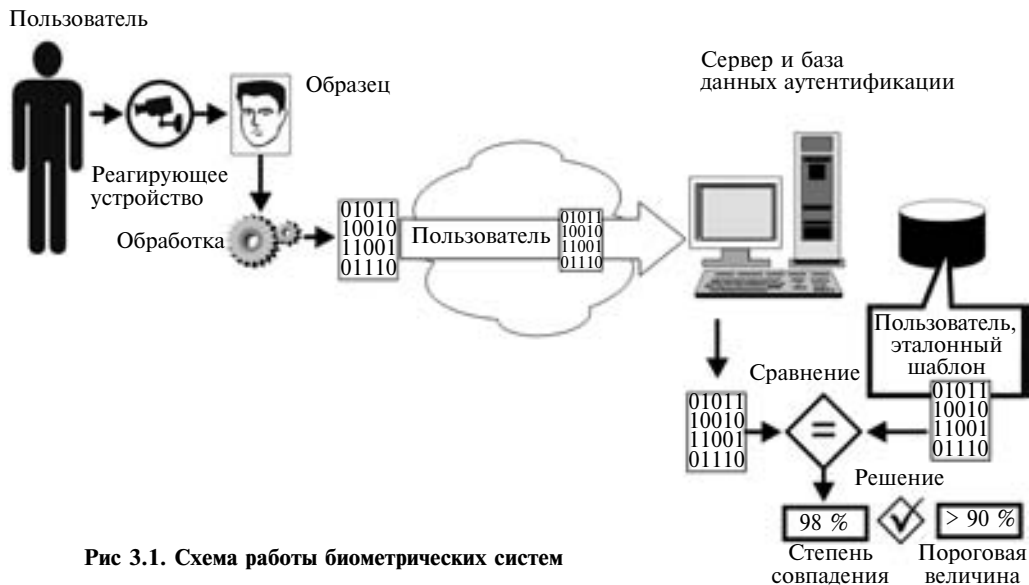 Пользователь
Образец
Сервер и база
данных аутентификации
Реагирующее
устройство
Обработка
01011
10010
11001
01110
Пользователь
01011
10010
11001
01110
Пользователь,
эталонный
шаблон
Сравнение
01011
10010
11001
01110
=
01011
10010
11001
01110
Решение
98 %
> 90 %
Степень
совпадения
Пороговая
величина
Рис 3.1. Схема работы биометрических систем